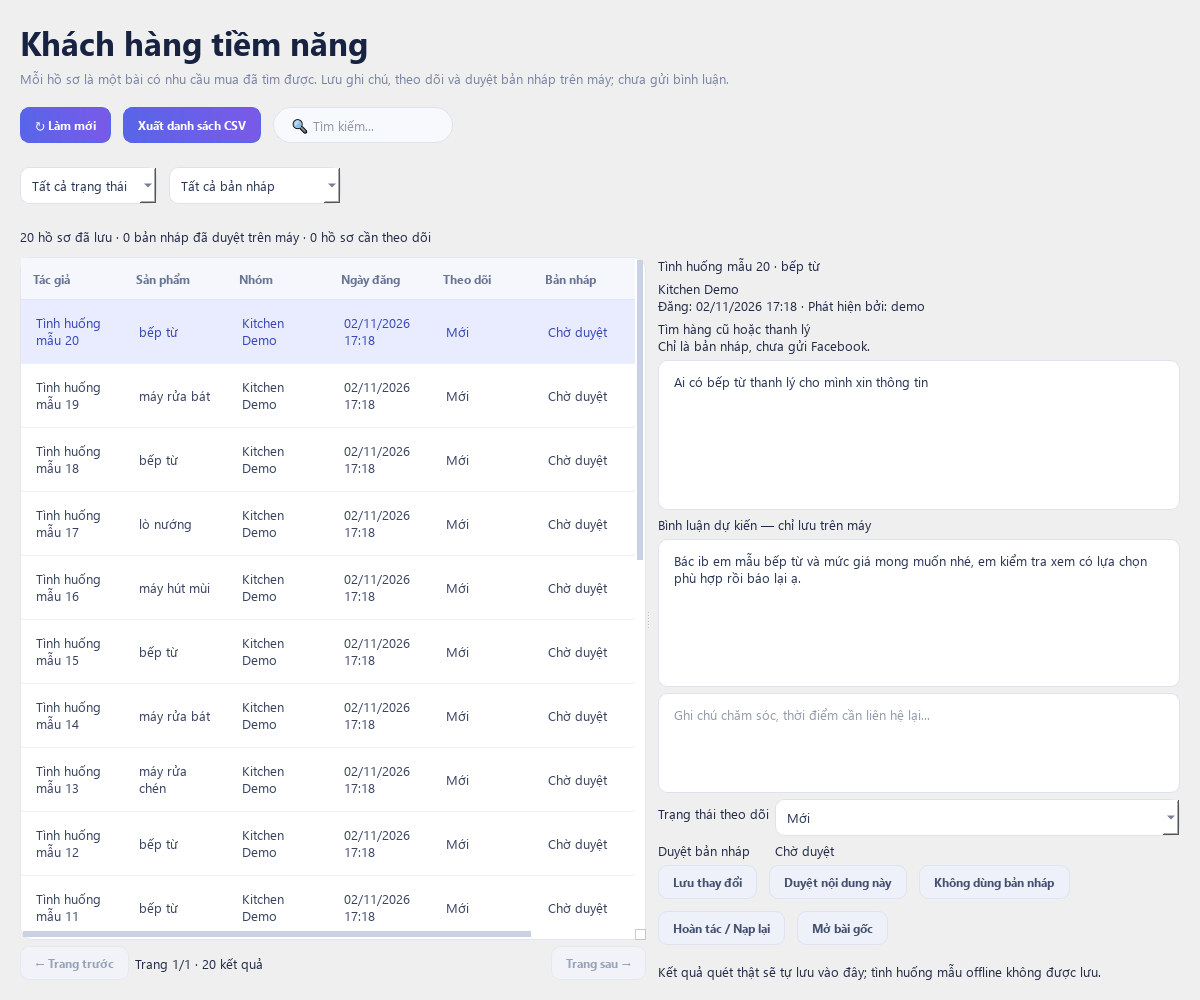 Khách hàng tiềm năng
Mỗi hồ sơ là một bài có nhu cầu mua đã tìm được. Lưu ghi chú, theo dõi và duyệt bản nháp trên máy; chưa gửi bình luận.
↻ Làm mới
Xuất danh sách CSV
🔍 Tìm kiếm...
Tất cả trạng thái
Tất cả bản nháp
20 hồ sơ đã lưu · 0 bản nháp đã duyệt trên máy · 0 hồ sơ cần theo dõi
Tác giả Sản phẩm Nhóm Ngày đăng Theo dõi Bản nháp
Tình huống mẫu 20 bếp từ Kitchen Demo 02/11/2026 17:18 Mới Chờ duyệt
Tình huống mẫu 19 máy rửa bát Kitchen Demo 02/11/2026 17:18 Mới Chờ duyệt
Tình huống mẫu 18 bếp từ Kitchen Demo 02/11/2026 17:18 Mới Chờ duyệt
Tình huống mẫu 17 lò nướng Kitchen Demo 02/11/2026 17:18 Mới Chờ duyệt
Tình huống mẫu 16 máy hút mùi Kitchen Demo 02/11/2026 17:18 Mới Chờ duyệt
Tình huống mẫu 15 bếp từ Kitchen Demo 02/11/2026 17:18 Mới Chờ duyệt
Tình huống mẫu 14 máy rửa bát Kitchen Demo 02/11/2026 17:18 Mới Chờ duyệt
Tình huống mẫu 13 máy rửa chén Kitchen Demo 02/11/2026 17:18 Mới Chờ duyệt
Tình huống mẫu 12 bếp từ Kitchen Demo 02/11/2026 17:18 Mới Chờ duyệt
Tình huống mẫu 11 bếp từ Kitchen Demo 02/11/2026 17:18 Mới Chờ duyệt
← Trang trước
Trang 1/1 · 20 kết quả
Trang sau →
Tình huống mẫu 20 · bếp từ
Kitchen Demo
Đăng: 02/11/2026 17:18 · Phát hiện bởi: demo
Tìm hàng cũ hoặc thanh lý
Chỉ là bản nháp, chưa gửi Facebook.
Ai có bếp từ thanh lý cho mình xin thông tin
Bình luận dự kiến — chỉ lưu trên máy
Bác ib em mẫu bếp từ và mức giá mong muốn nhé, em kiểm tra xem có lựa chọn
phù hợp rồi báo lại ạ.
Ghi chú chăm sóc, thời điểm cần liên hệ lại...
Trạng thái theo dõi Mới
Duyệt bản nháp Chờ duyệt
Lưu thay đổi
Duyệt nội dung này
Không dùng bản nháp
Hoàn tác / Nạp lại
Mở bài gốc
Kết quả quét thật sẽ tự lưu vào đây; tình huống mẫu offline không được lưu.